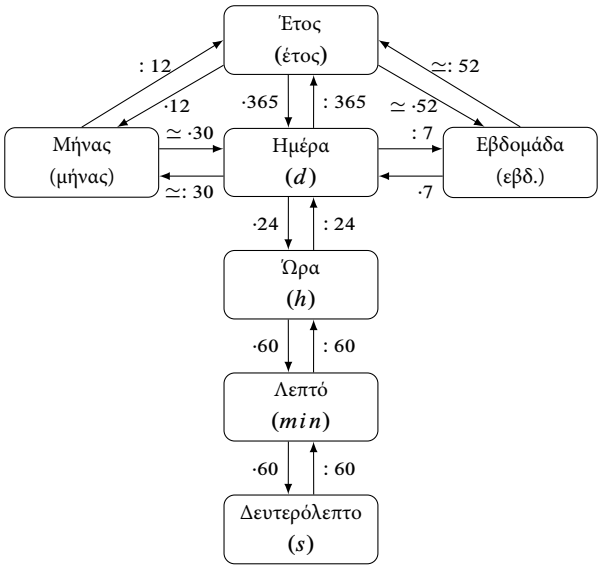 Έτος
(έτος)
: 12
≃: 52
·12
·365
: 365
≃ ·52
Μήνας
(μήνας)
≃ ·30
≃: 30
Ημέρα
(d)
: 7
·7
Εβδομάδα
(εβδ.)
·24
: 24
Ώρα
(h)
·60
: 60
Λεπτό
(min)
·60
: 60
Δευτερόλεπτο
(s)